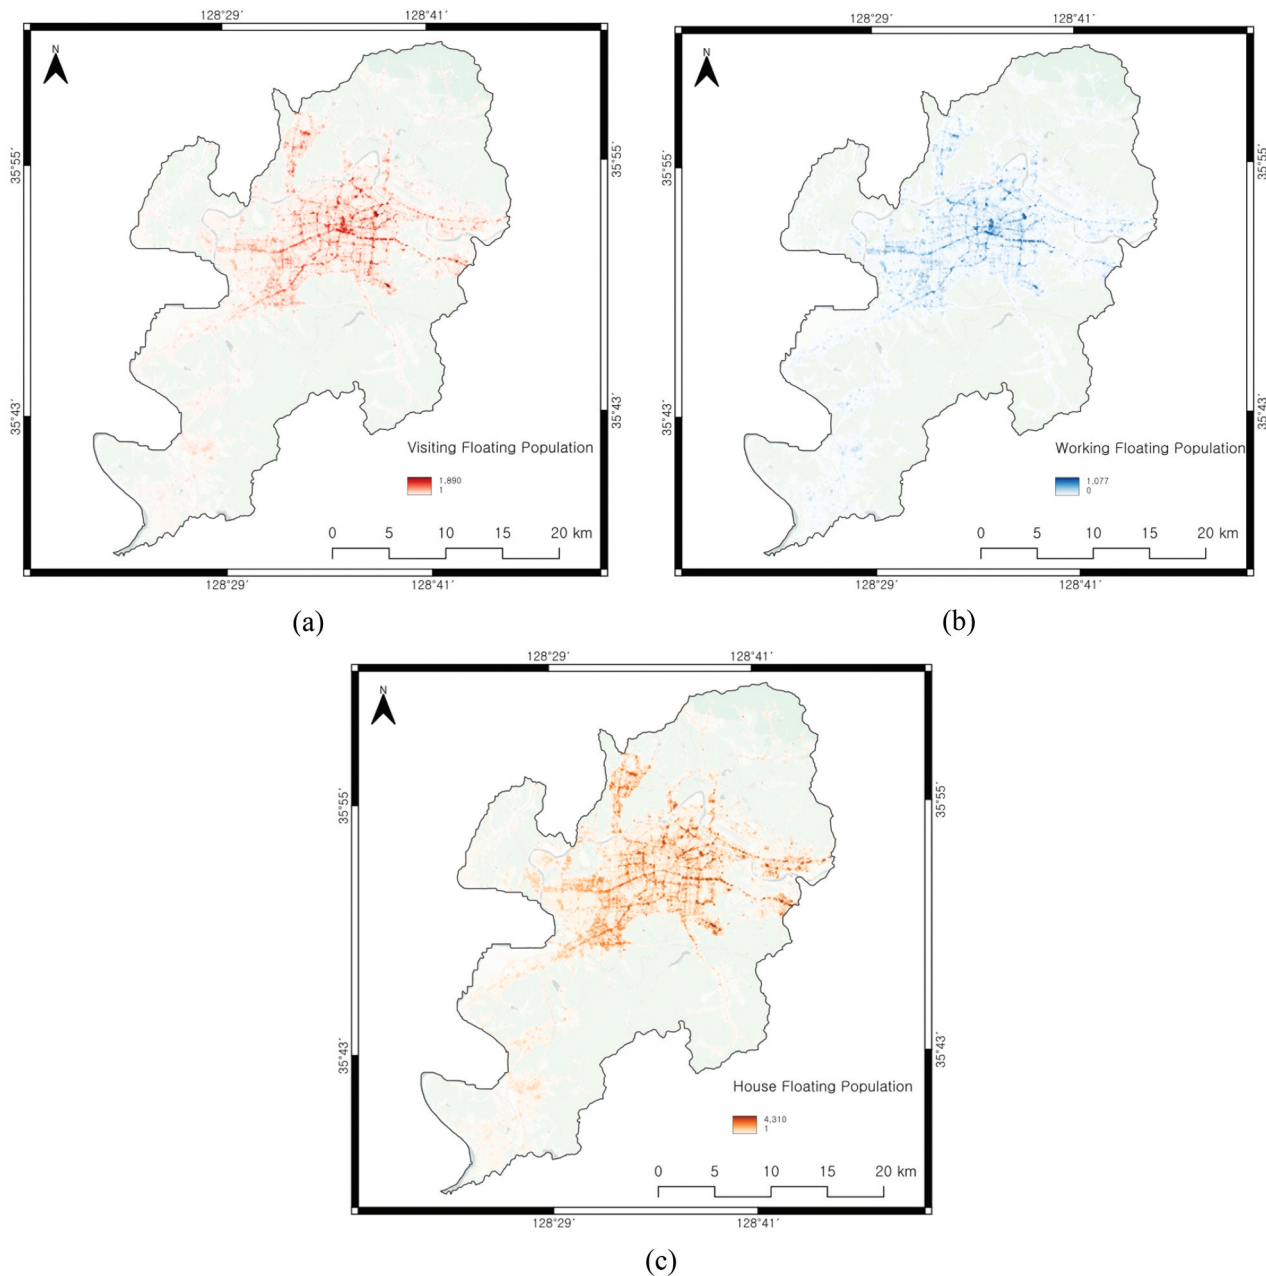 128°29′ 128°41′
N
35°55′ 35°55′
35°43′ 35°43′
Visiting Floating Population
1,890
1
0 5 10 15 20 km
128°29′ 128°41′
(a)
128°29′ 128°41′
N
35°55′ 35°55′
35°43′ 35°43′
Working Floating Population
1,077
0
0 5 10 15 20 km
128°29′ 128°41′
(b)
128°29′ 128°41′
N
35°55′ 35°55′
35°43′ 35°43′
House Floating Population
4,310
1
0 5 10 15 20 km
128°29′ 128°41′
(c)